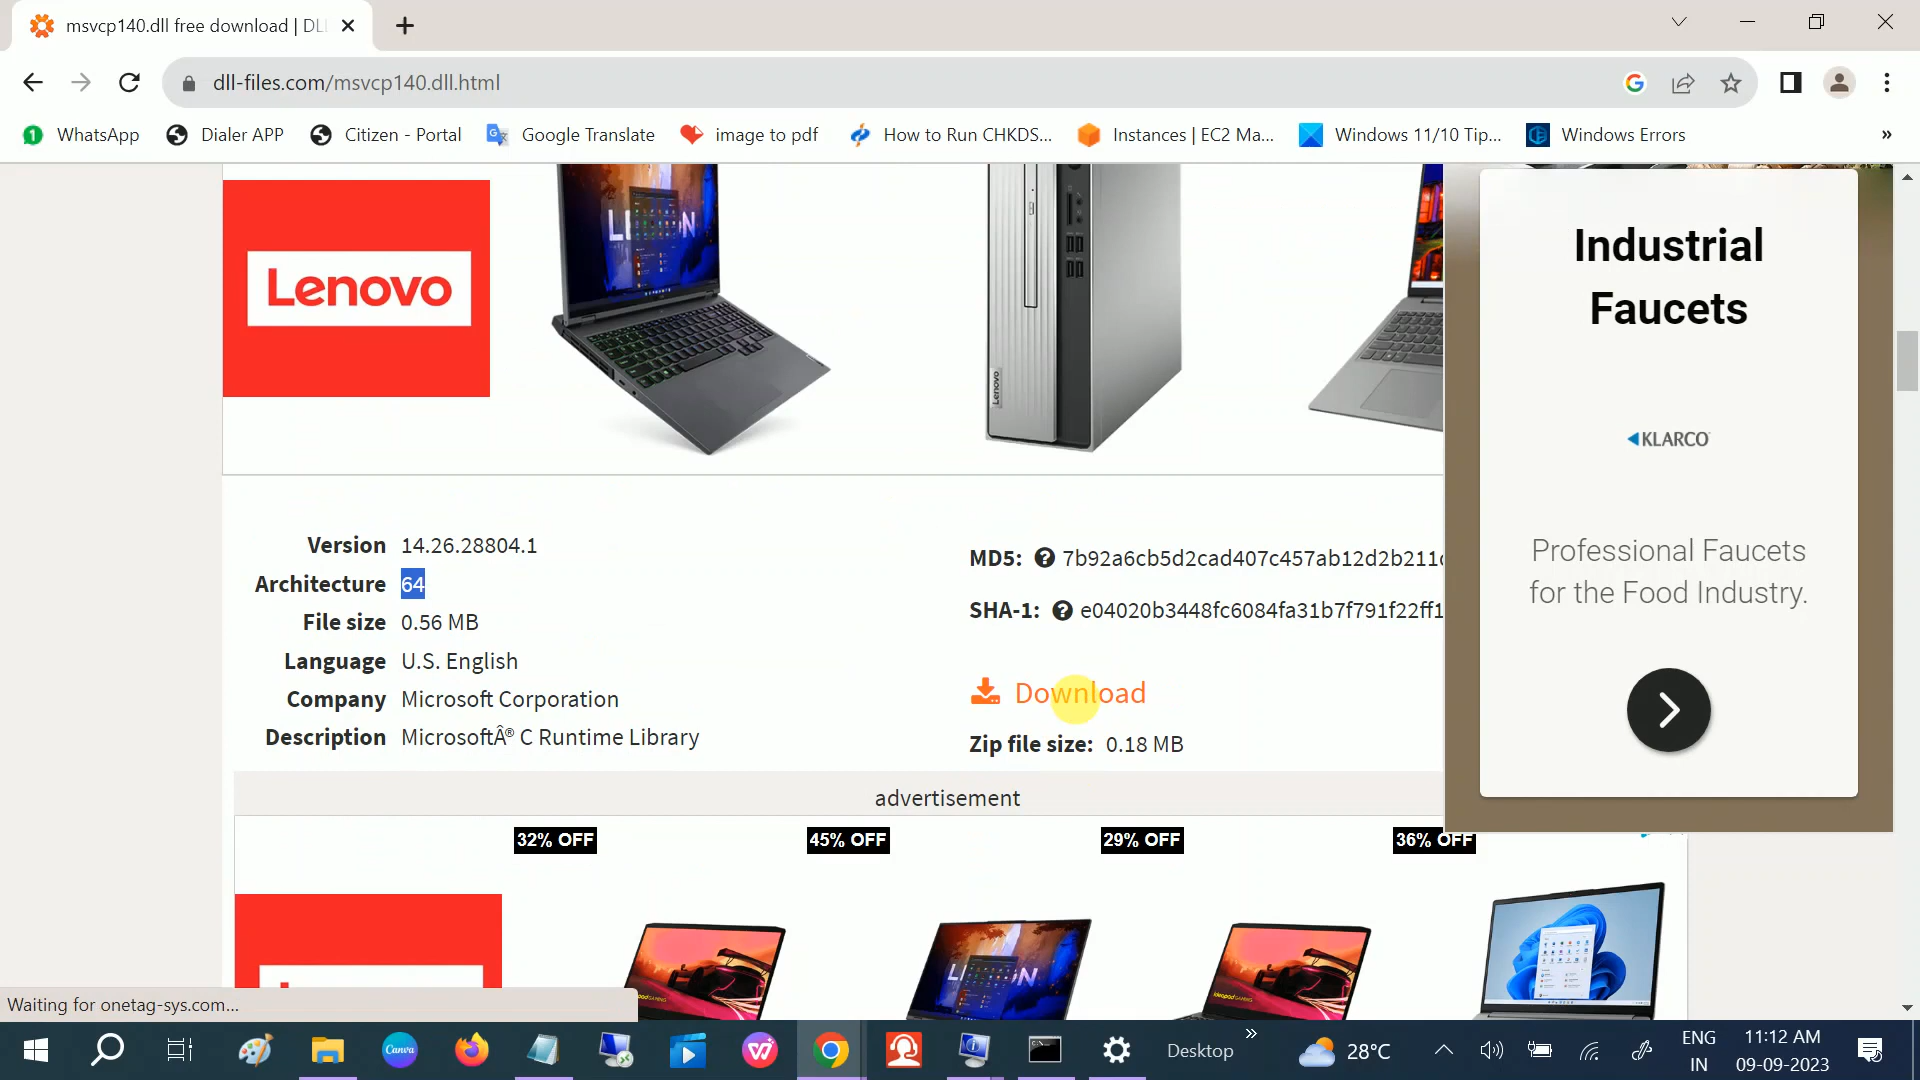 msvcp140.dll free download | DL
dll-files.com/msvcp140.dll.html
WhatsApp
Dialer APP
Citizen - Portal
Google Translate
image to pdf
How to Run CHKDS...
Instances | EC2 Ma...
Windows 11/10 Tip...
Windows Errors
»
Lenovo
Lenovo
Industrial
Faucets
KLARCO
Professional Faucets
for the Food Industry.
Version 14.26.28804.1
Architecture 64
File size 0.56 MB
Language U.S. English
Company Microsoft Corporation
Description MicrosoftÂ® C Runtime Library
MD5: 7b92a6cb5d2cad407c457ab12d2b211
SHA-1: e04020b3448fc6084fa31b7f791f22ff1
Download
Zip file size: 0.18 MB
advertisement
32% OFF
45% OFF
29% OFF
36% OFF
Waiting for onetag-sys.com...
Canva
Desktop
»
28°C
ENG
IN
11:12 AM
09-09-2023